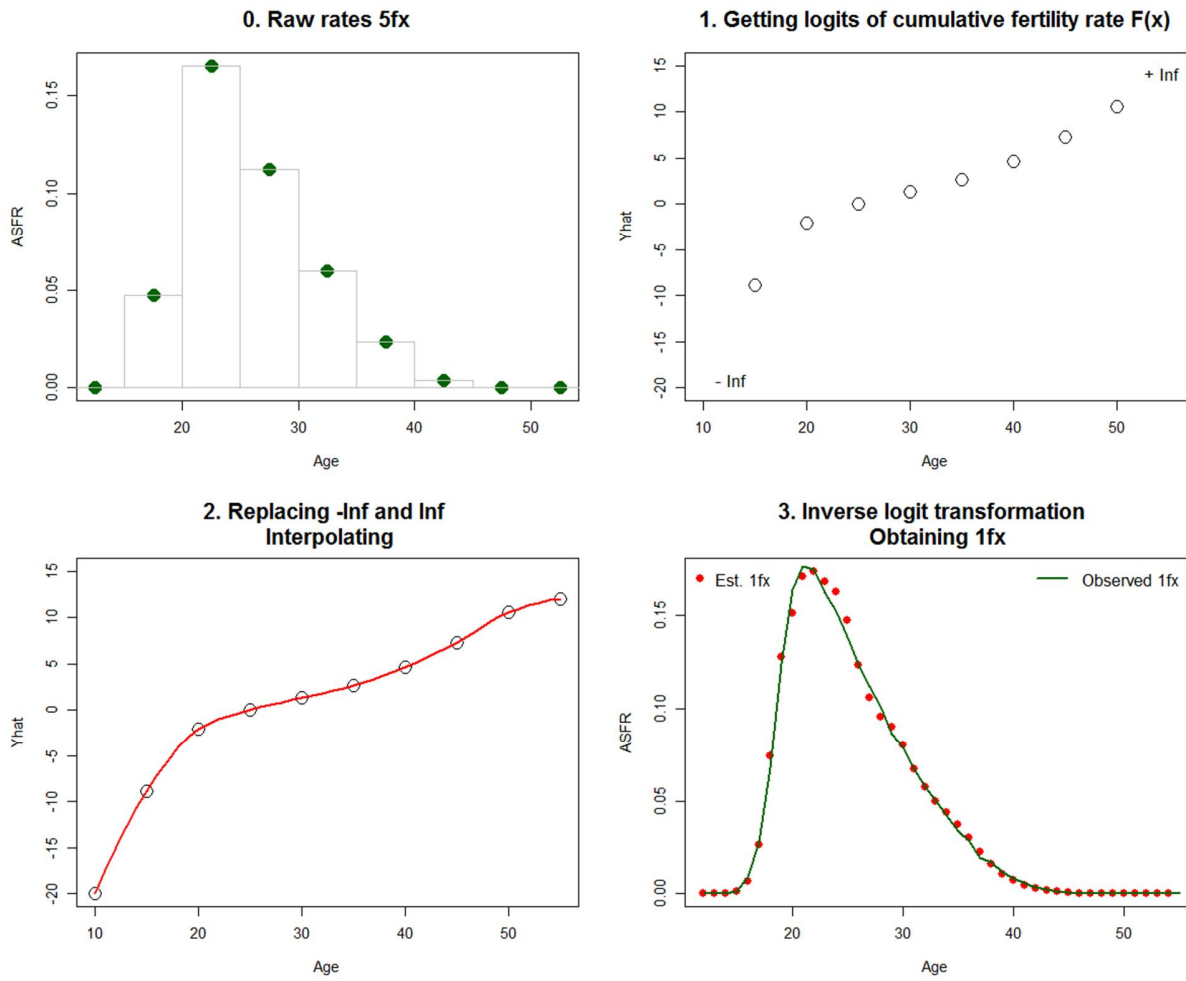 0. Raw rates 5fx
ASFR
0.15
0.10
0.05
0.00
20 30 40 50
Age
1. Getting logits of cumulative fertility rate F(x)
Yhat
15
10
5
0
-5
-10
-15
-20
+ Inf
- Inf
10 20 30 40 50
Age
2. Replacing -Inf and Inf
Interpolating
Yhat
15
10
5
0
-5
-10
-15
-20
10 20 30 40 50
Age
3. Inverse logit transformation
Obtaining 1fx
Est. 1fx
Observed 1fx
ASFR
0.15
0.10
0.05
0.00
20 30 40 50
Age